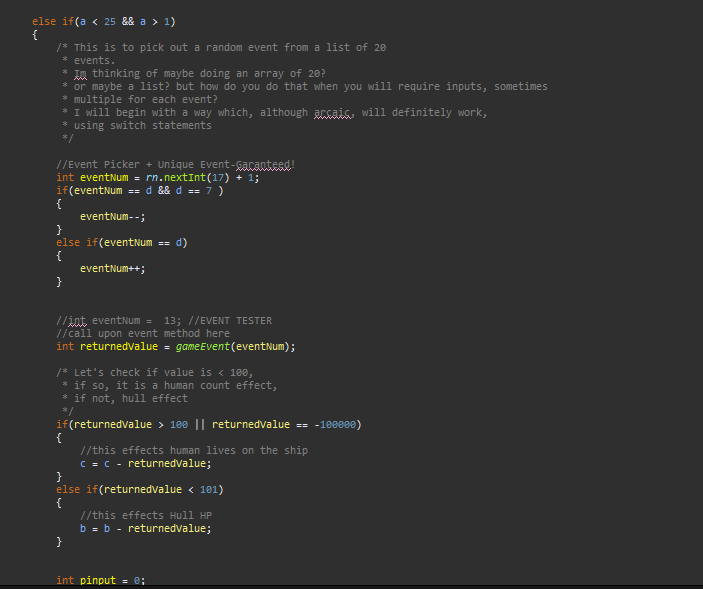 else if(a < 25 && a > 1)
{
/* This is to pick out a random event from a list of 20
* events.
* Im thinking of maybe doing an array of 20?
* or maybe a list? but how do you do that when you will require inputs, sometimes
* multiple for each event?
* I will begin with a way which, although arcaic, will definitely work,
* using switch statements
*/
//Event Picker + Unique Event-Garanteed!
int eventNum = rn.nextInt(17) + 1;
if(eventNum == d && d == 7 )
{
eventNum--;
}
else if(eventNum == d)
{
eventNum++;
}
//int eventNum =  13; //EVENT TESTER
//call upon event method here
int returnedValue = gameEvent(eventNum);
/* Let's check if value is < 100,
* if so, it is a human count effect,
* if not, hull effect
*/
if(returnedValue > 100 || returnedValue == -100000)
{
//this effects human lives on the ship
c = c - returnedValue;
}
else if(returnedValue < 101)
{
//this effects Hull HP
b = b - returnedValue;
}
int pinput = 0;